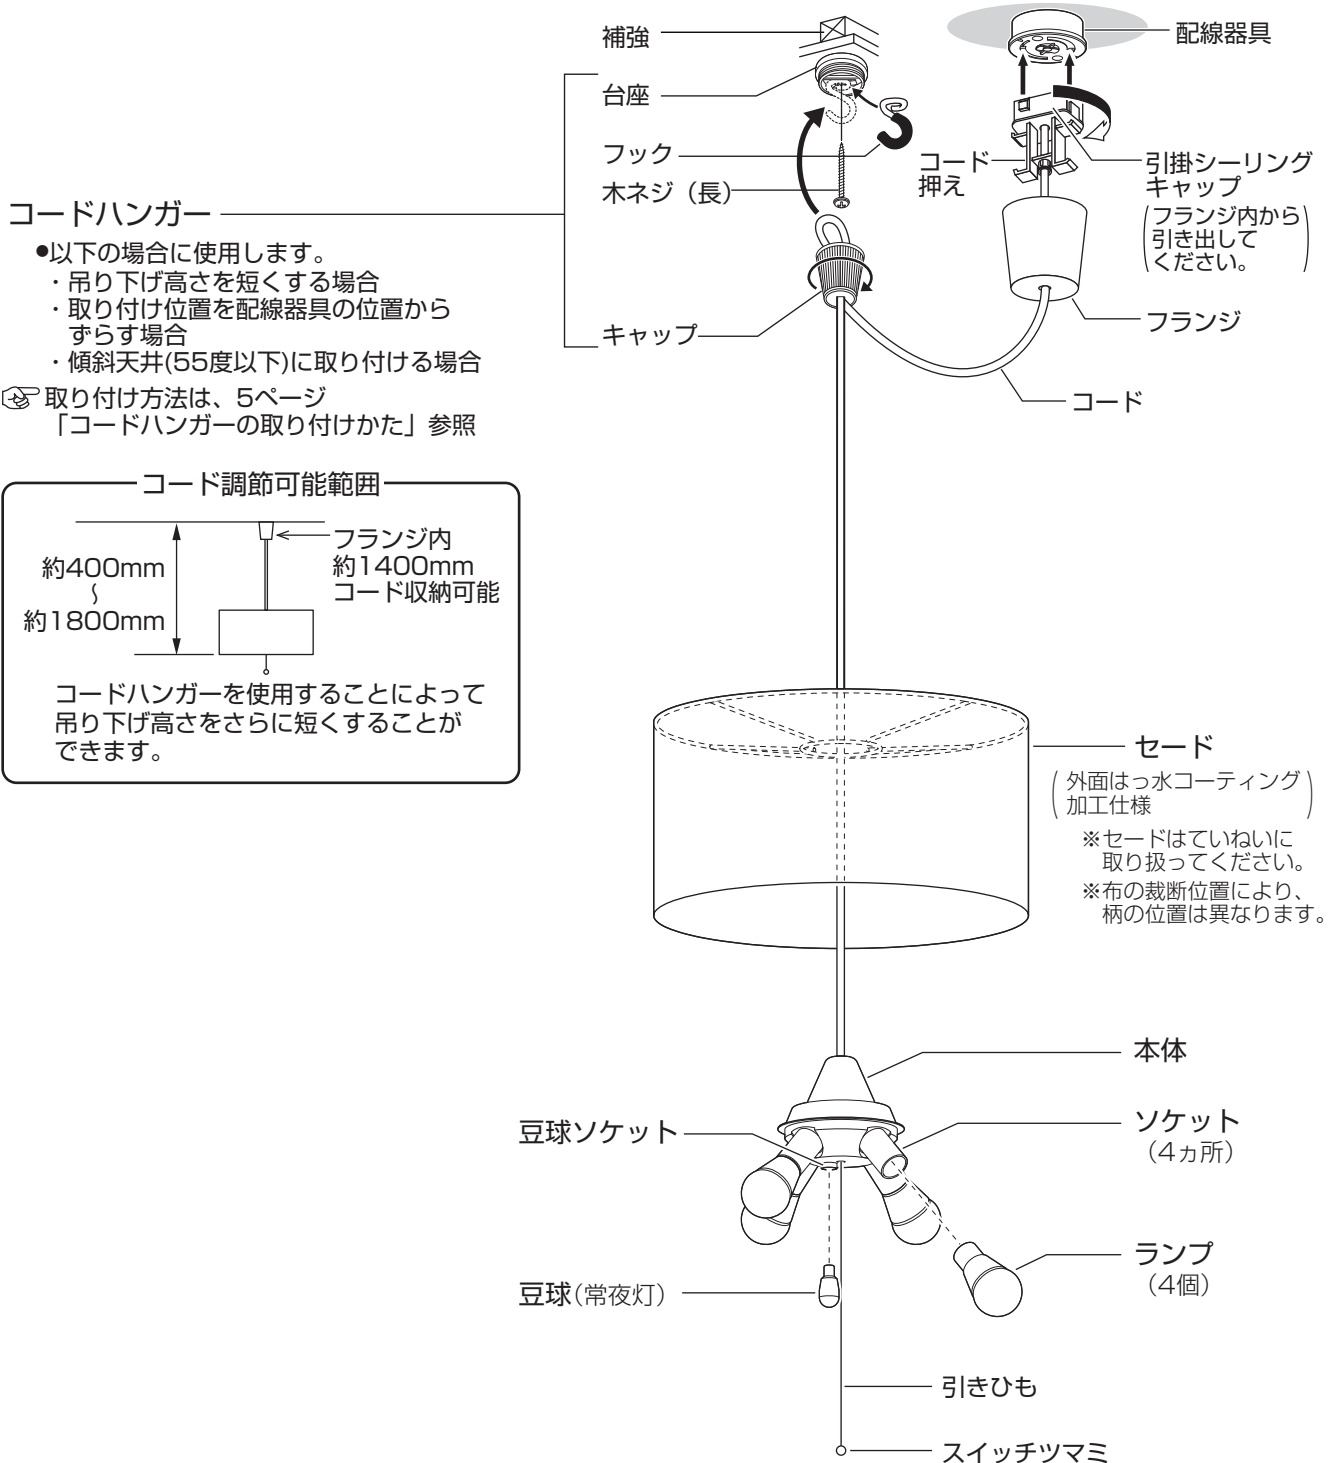 補強
台座
フック
木ネジ（長）
キャップ
配線器具
コード
押え
引掛シーリング
キャップ
（フランジ内から
引き出して
ください。）
フランジ
コード
コードハンガー
●以下の場合に使用します。
・吊り下げ高さを短くする場合
・取り付け位置を配線器具の位置から
ずらす場合
・傾斜天井(55度以下)に取り付ける場合
☞取り付け方法は、5ページ
「コードハンガーの取り付けかた」参照
コード調節可能範囲
約400mm
〜
約1800mm
フランジ内
約1400mm
コード収納可能
コードハンガーを使用することによって
吊り下げ高さをさらに短くすることが
できます。
セード
（外面はっ水コーティング
加工仕様）
※セードはていねいに
取り扱ってください。
※布の裁断位置により、
柄の位置は異なります。
本体
豆球ソケット
ソケット
（4ヵ所）
ランプ
（4個）
豆球（常夜灯）
引きひも
スイッチツマミ